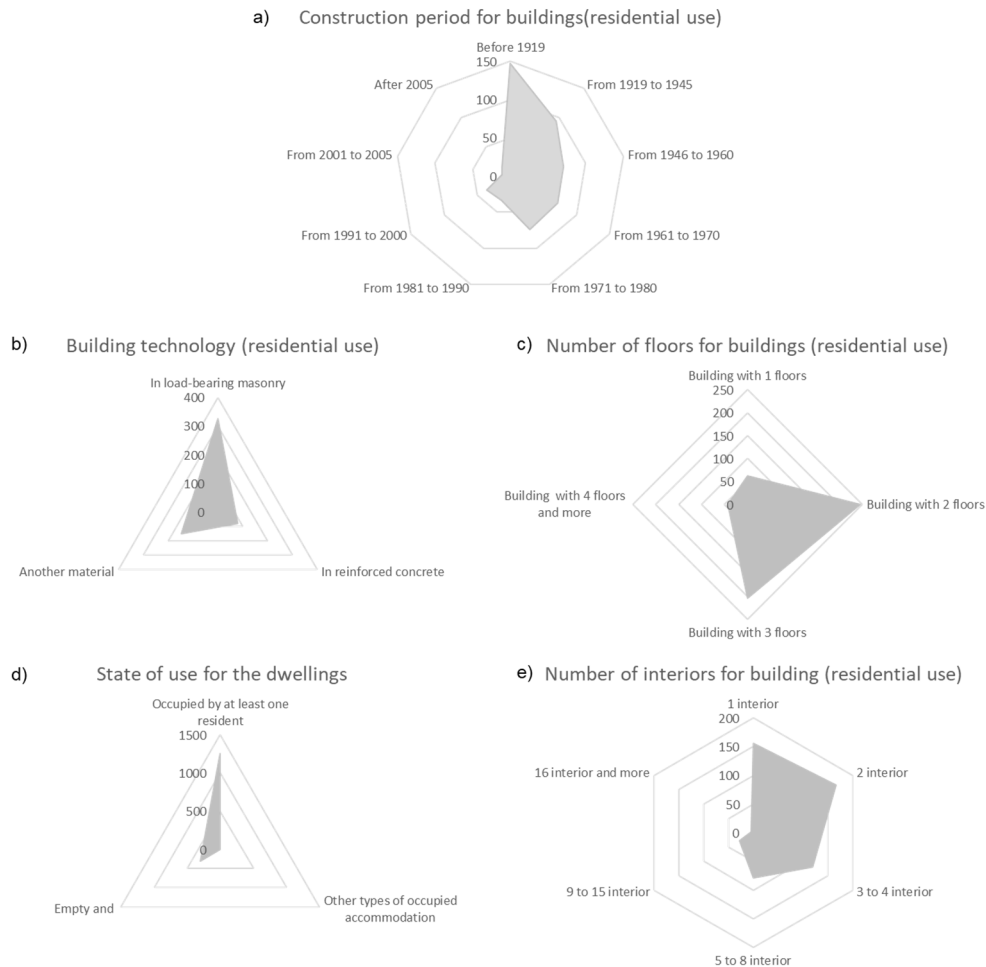 a) Construction period for buildings(residential use)
Before 1919
150
After 2005
From 1919 to 1945
100
50
From 2001 to 2005
From 1946 to 1960
0
From 1991 to 2000
From 1961 to 1970
From 1981 to 1990
From 1971 to 1980
b) Building technology (residential use)
In load-bearing masonry
400
300
200
100
0
Another material
In reinforced concrete
c) Number of floors for buildings (residential use)
Building with 1 floors
250
200
150
100
50
0
Building with 4 floors
and more
Building with 2 floors
Building with 3 floors
d) State of use for the dwellings
Occupied by at least one
resident
1500
1000
500
0
Empty and
Other types of occupied
accommodation
e) Number of interiors for building (residential use)
1 interior
200
150
100
50
0
16 interior and more
2 interior
9 to 15 interior
3 to 4 interior
5 to 8 interior